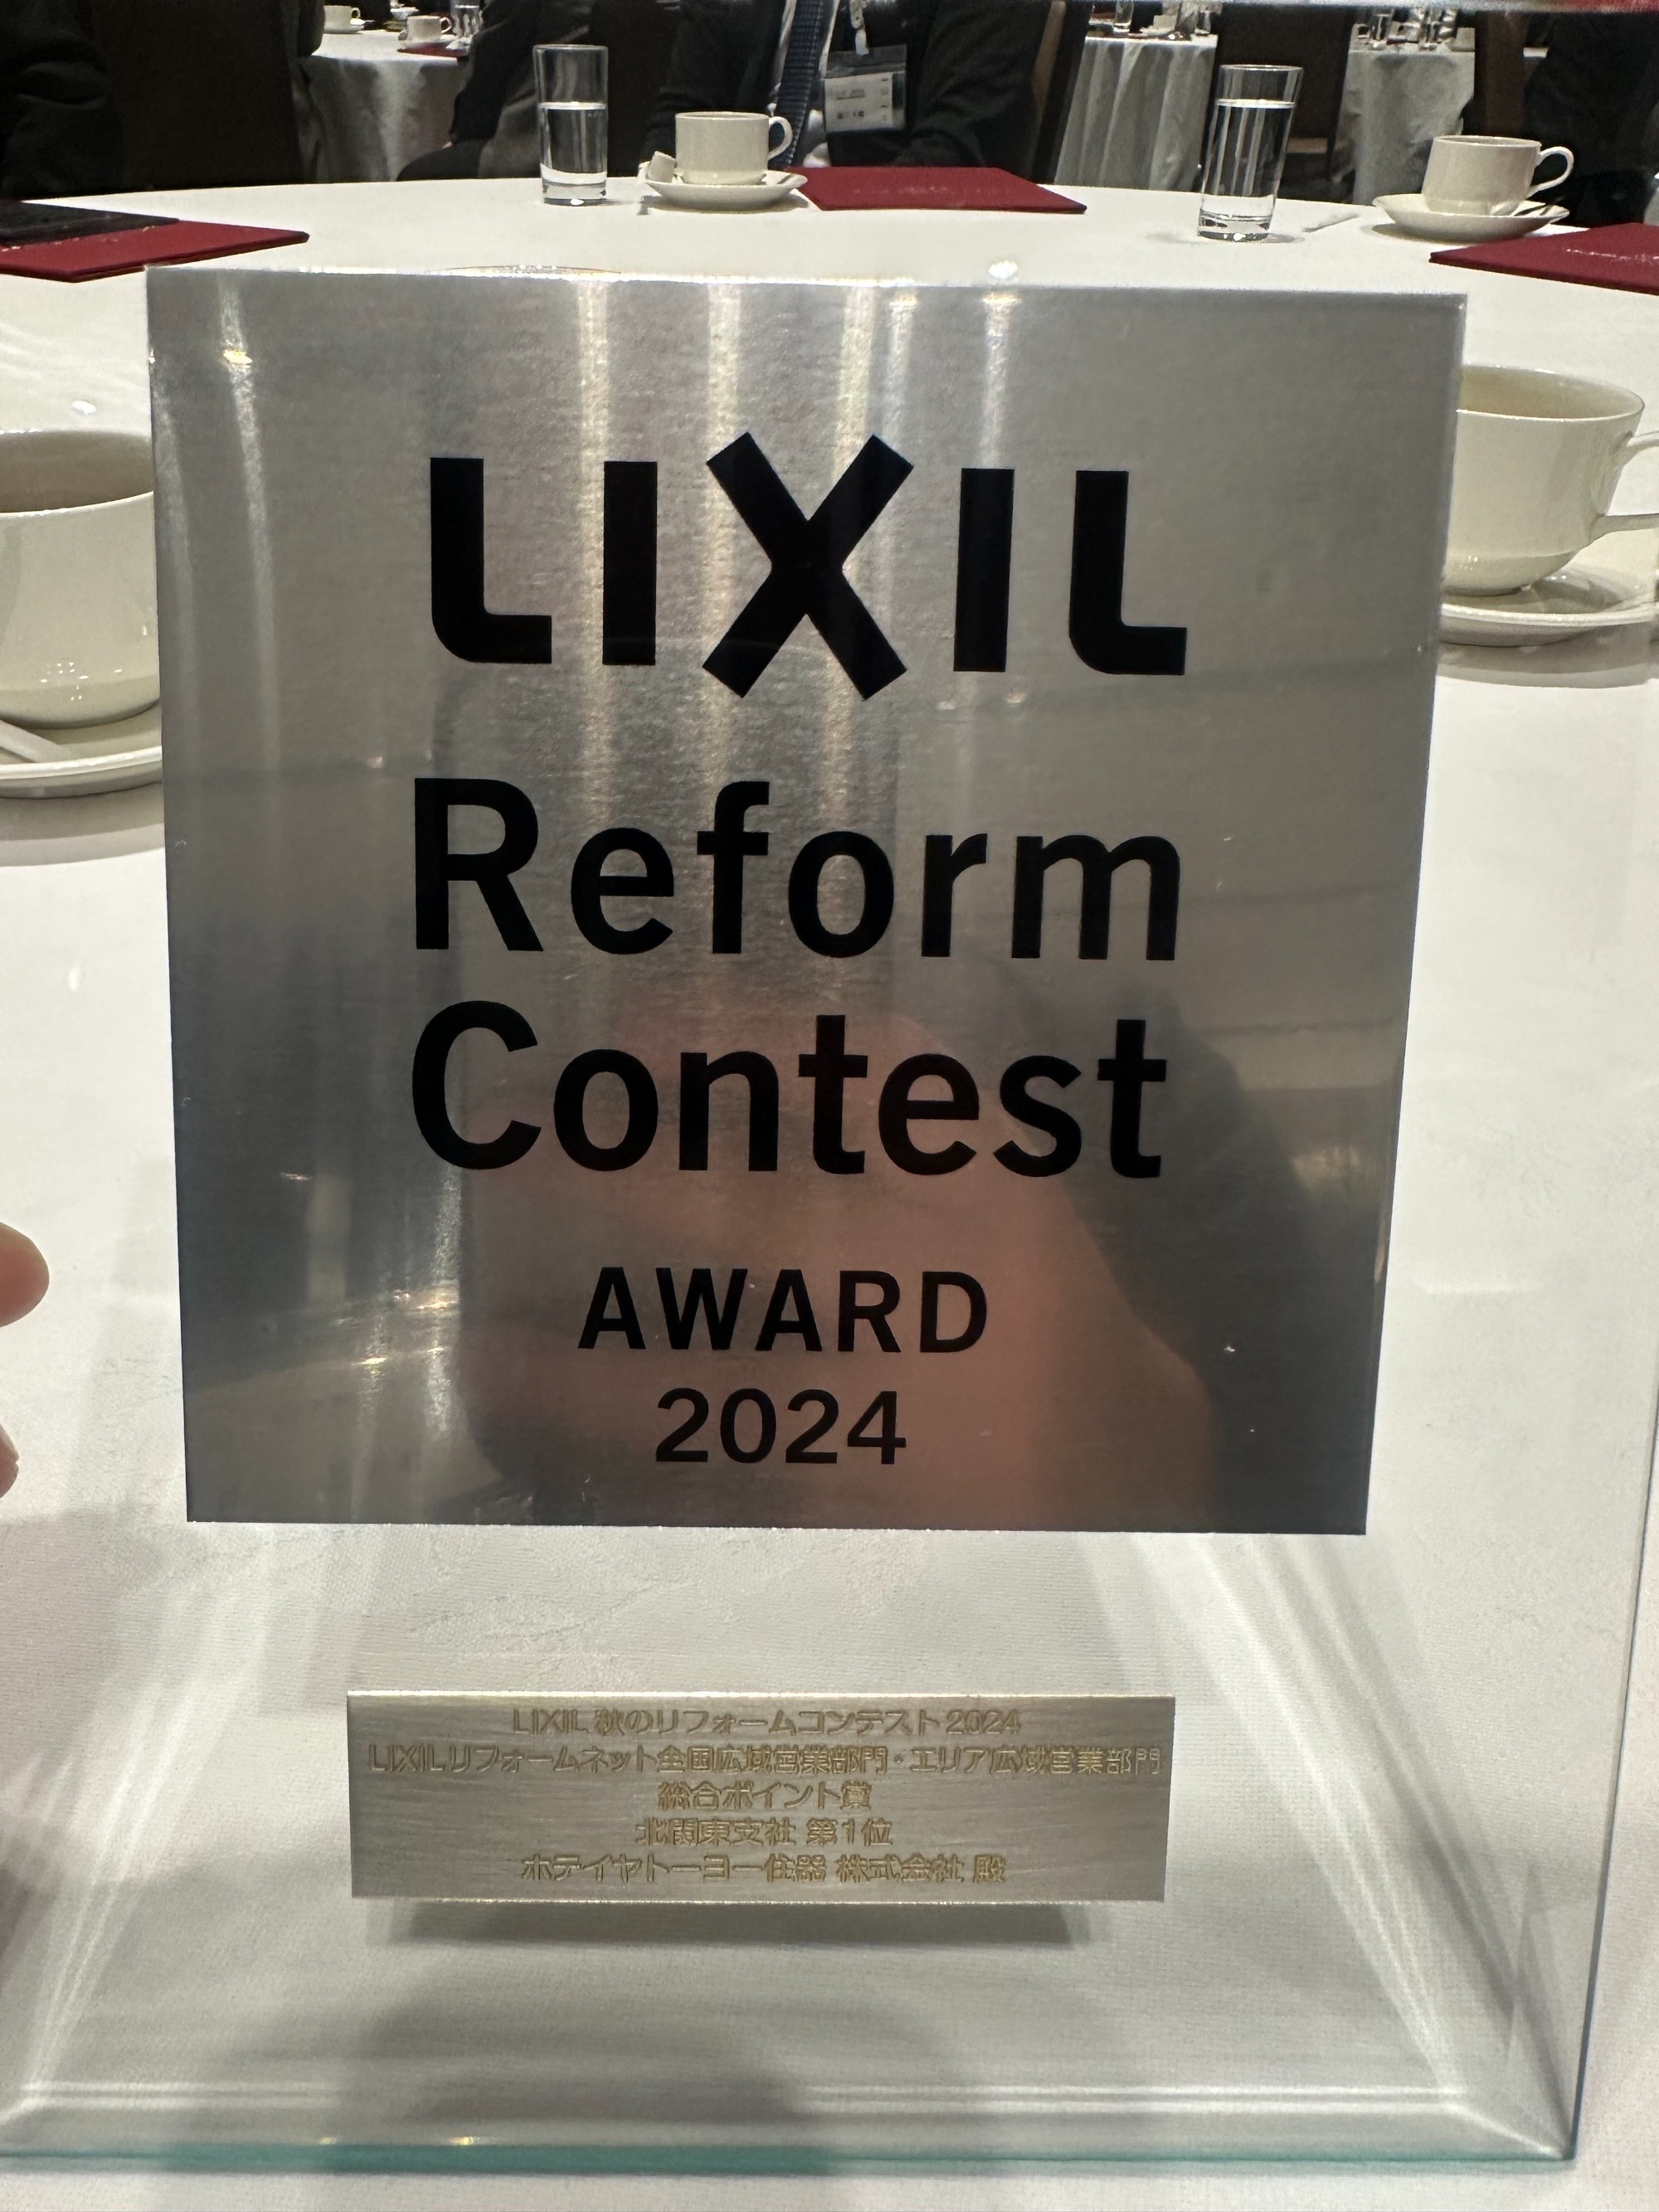 LIXIL
Reform
Contest
AWARD
2024
LIXIL 秋のリフォームコンテスト2024
LIXILリフォームネット全国広域営業部門・エリア広域営業部門
総合ポイント賞
北関東支社 第1位
ホテイヤトーヨー住器 株式会社 殿